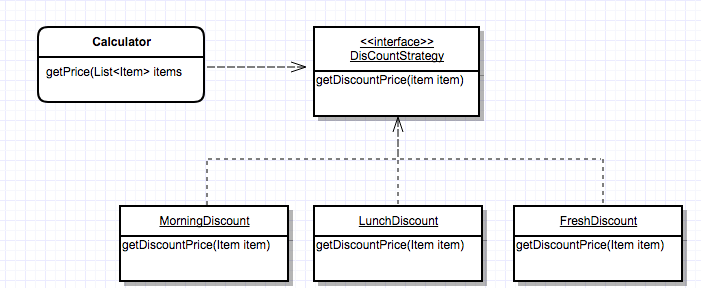 Calculator
getPrice(List<Item> items
<<interface>>
DisCountStrategy
getDiscountPrice(item item)
MorningDiscount
getDiscountPrice(Item item)
LunchDiscount
getDiscountPrice(Item item)
FreshDiscount
getDiscountPrice(Item item)